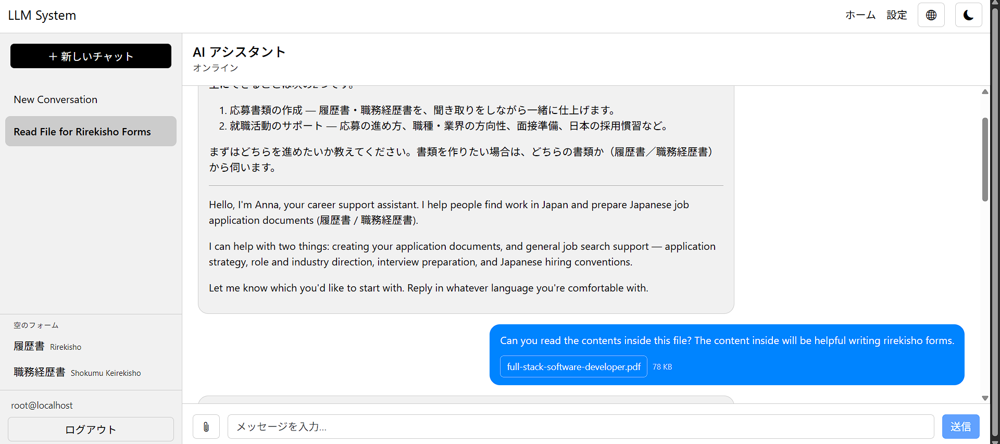 LLM System
ホーム 設定
＋ 新しいチャット
New Conversation
Read File for Rirekisho Forms
空のフォーム
履歴書 Rirekisho
職務経歴書 Shokumu Keirekisho
root@localhost
ログアウト
AI アシスタント
オンライン
主にできることは次の2つです。
1. 応募書類の作成 — 履歴書・職務経歴書を、聞き取りをしながら一緒に仕上げます。
2. 就職活動のサポート — 応募の進め方、職種・業界の方向性、面接準備、日本の採用慣習など。
まずはどちらを進めたいか教えてください。書類を作りたい場合は、どちらの書類か（履歴書／職務経歴書）
から伺います。
Hello, I'm Anna, your career support assistant. I help people find work in Japan and prepare Japanese job
application documents (履歴書 / 職務経歴書).
I can help with two things: creating your application documents, and general job search support — application
strategy, role and industry direction, interview preparation, and Japanese hiring conventions.
Let me know which you'd like to start with. Reply in whatever language you're comfortable with.
Can you read the contents inside this file? The content inside will be helpful writing rirekisho forms.
full-stack-software-developer.pdf 78 KB
メッセージを入力...
送信